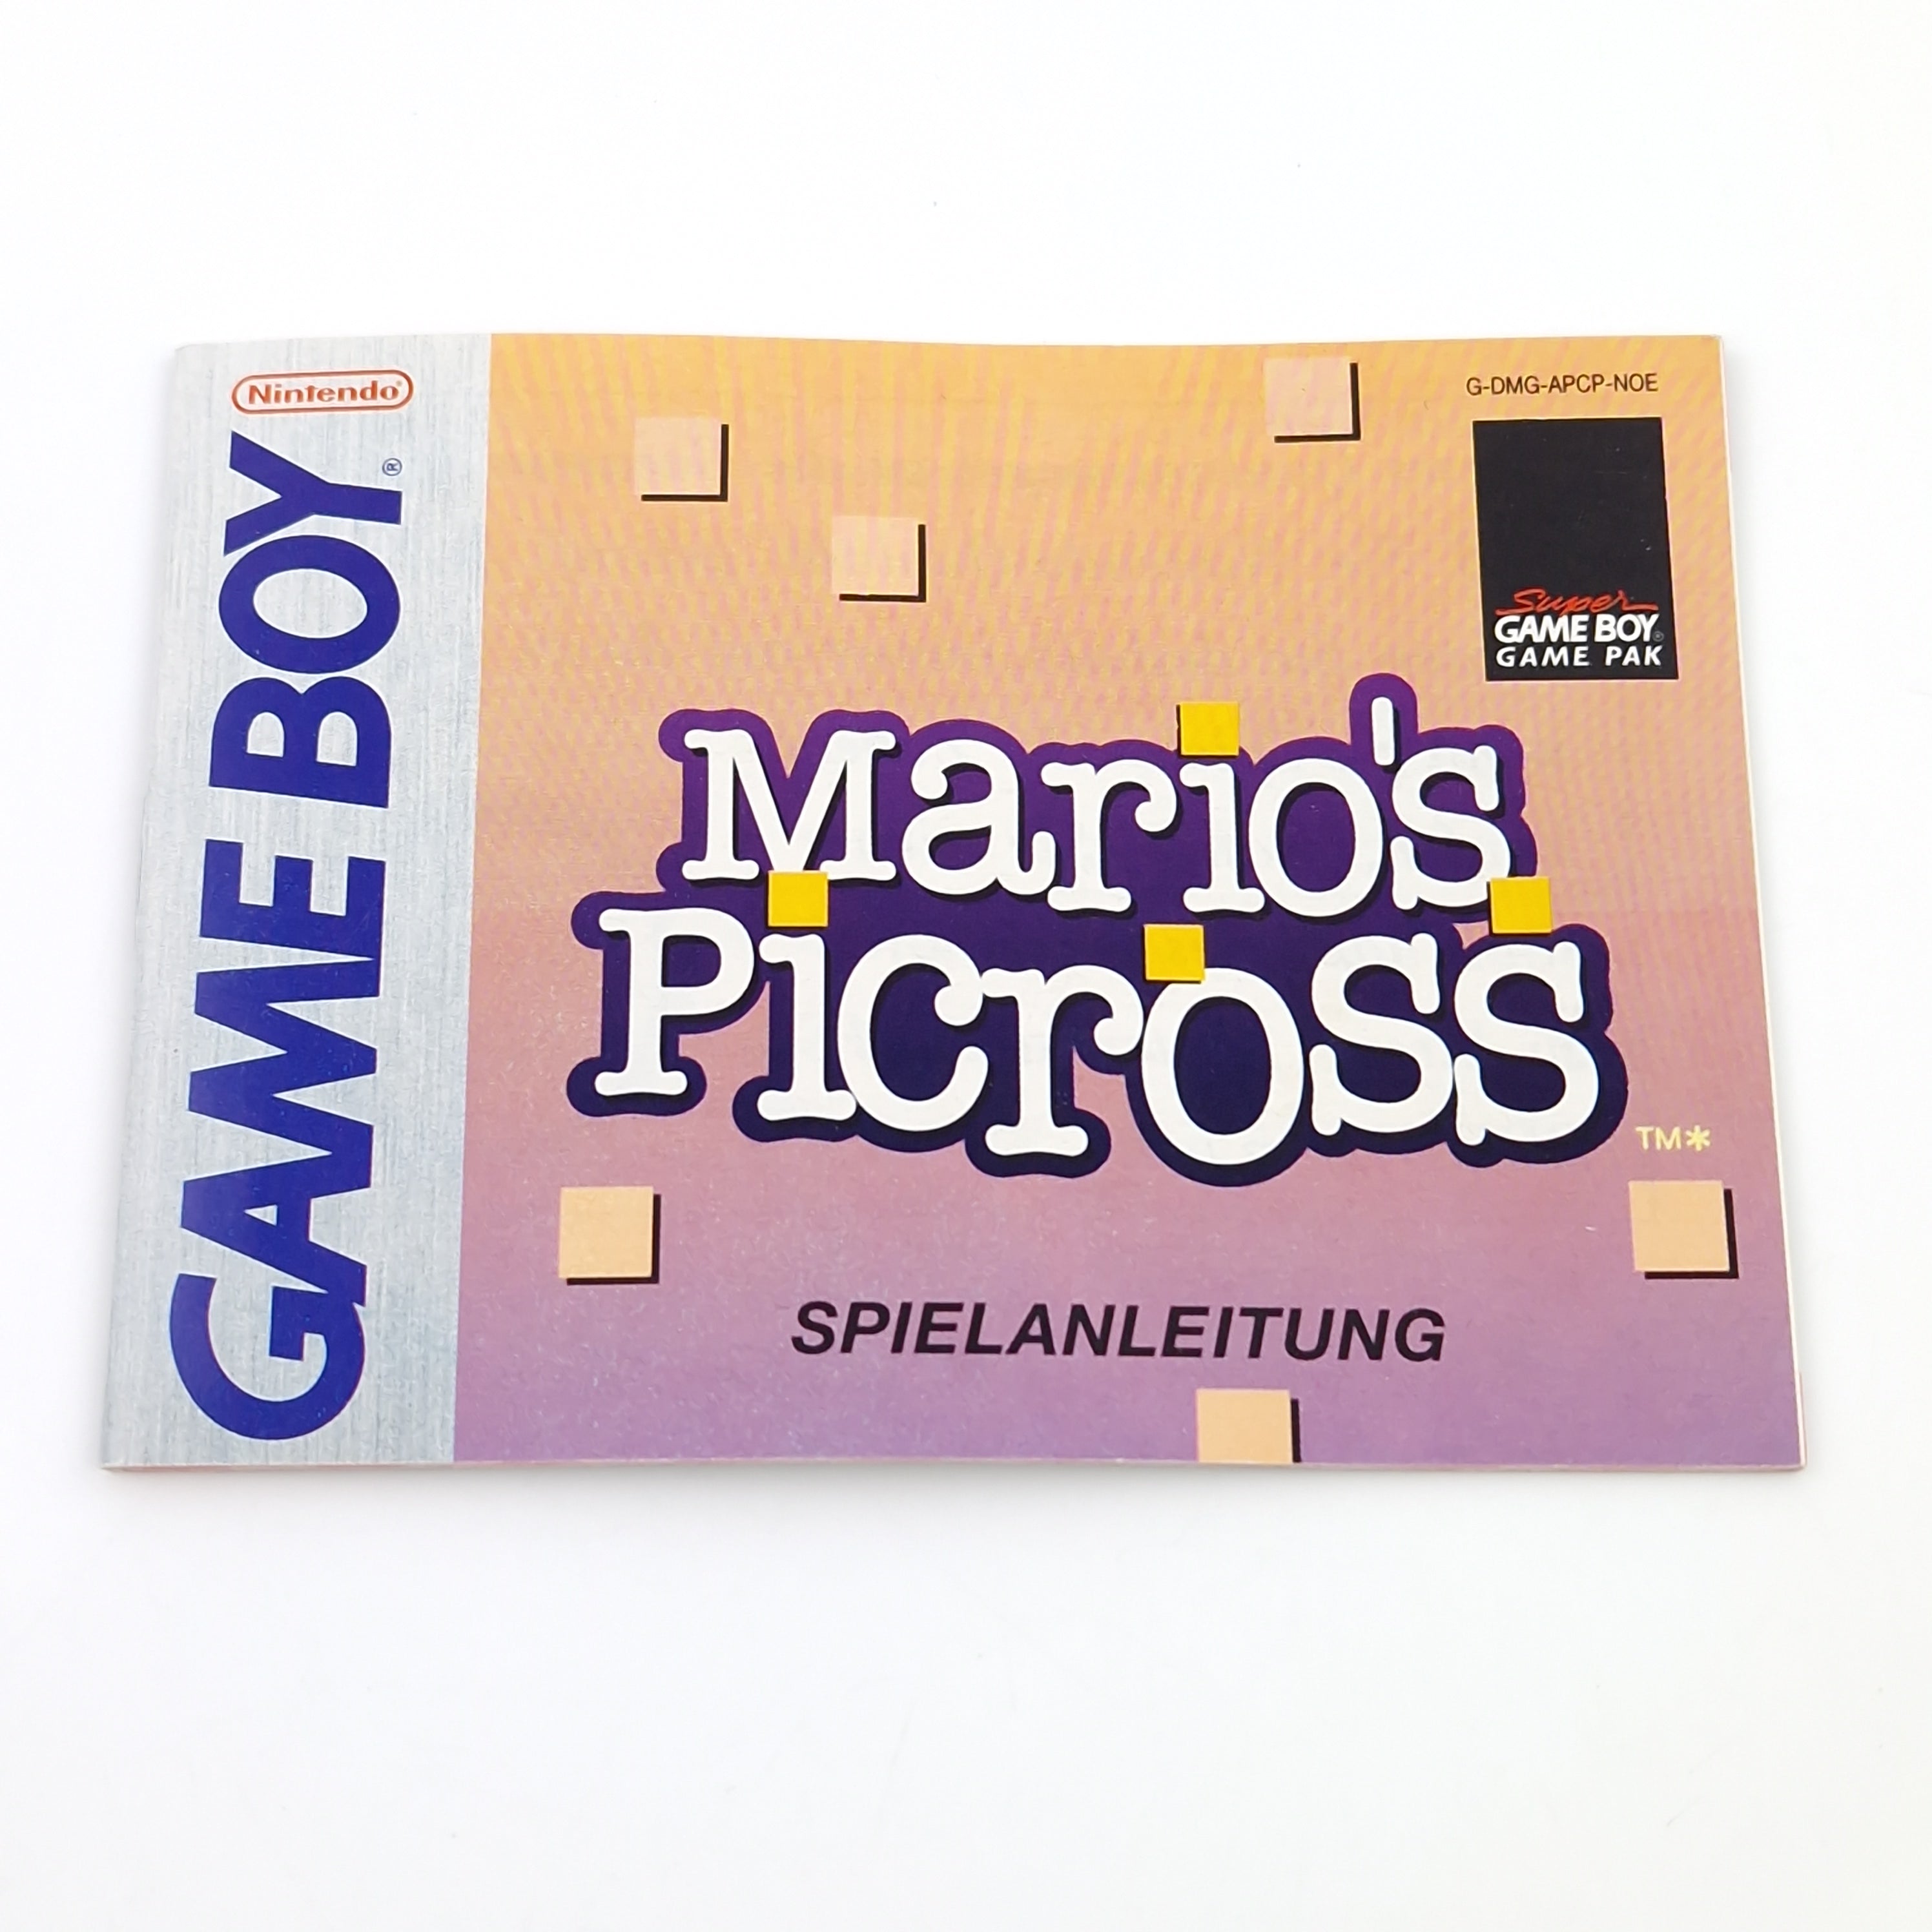 Nintendo®
GAME BOY®
G-DMG-APCP-NOE
Super
GAME BOY®
GAME PAK
Mario's
Picross
TM*
SPIELANLEITUNG